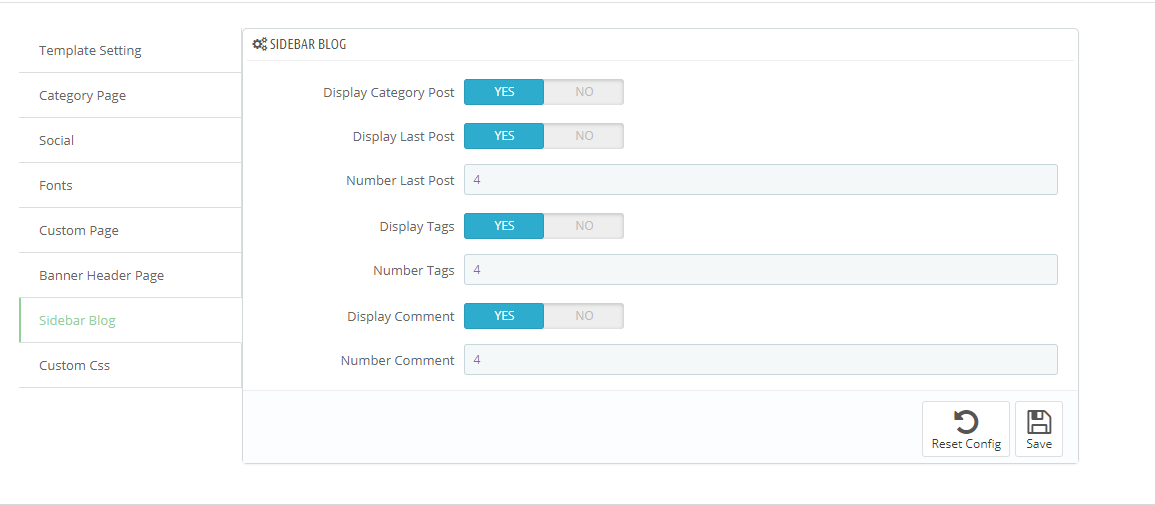 Template Setting
Category Page
Social
Fonts
Custom Page
Banner Header Page
Sidebar Blog
Custom Css
SIDEBAR BLOG
Display Category Post YES NO
Display Last Post YES NO
Number Last Post 4
Display Tags YES NO
Number Tags 4
Display Comment YES NO
Number Comment 4
Reset Config
Save